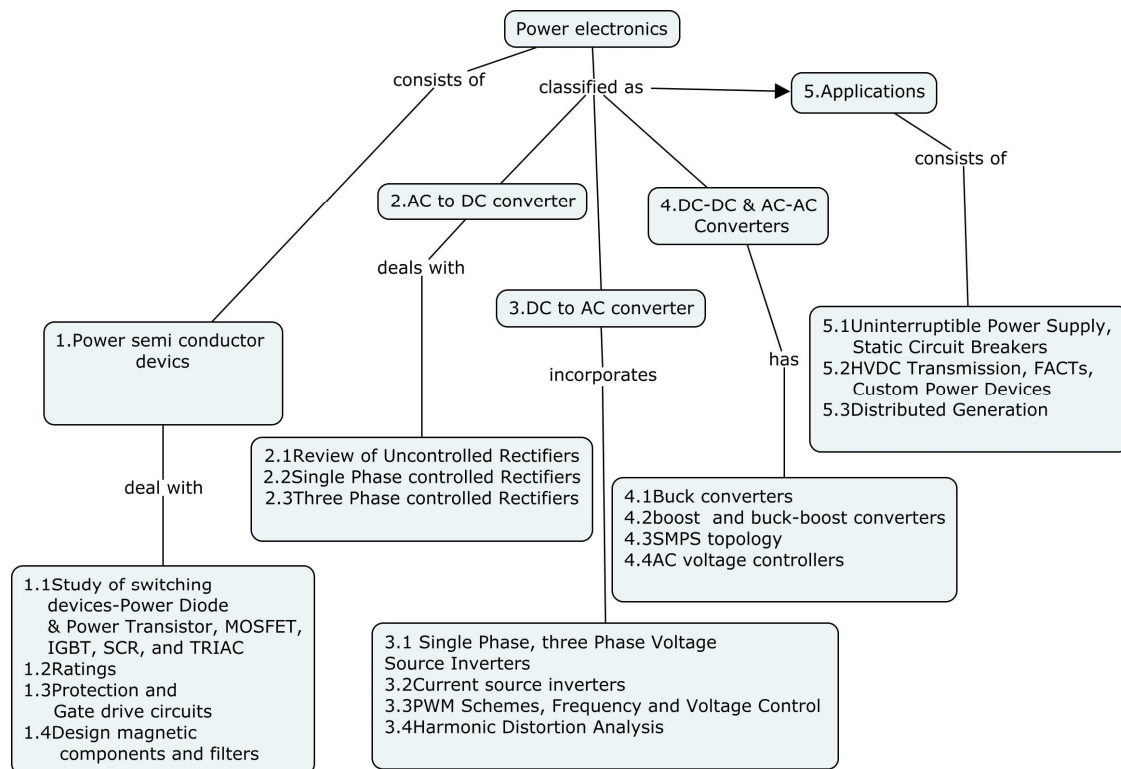 Power electronics
consists of
classified as
5.Applications
consists of
2.AC to DC converter
4.DC-DC & AC-AC
Converters
deals with
3.DC to AC converter
1.Power semi conductor
devics
has
incorporates
5.1Uninterruptible Power Supply,
Static Circuit Breakers
5.2HVDC Transmission, FACTs,
Custom Power Devices
5.3Distributed Generation
2.1Review of Uncontrolled Rectifiers
2.2Single Phase controlled Rectifiers
2.3Three Phase controlled Rectifiers
deal with
4.1Buck converters
4.2boost and buck-boost converters
4.3SMPS topology
4.4AC voltage controllers
1.1Study of switching
devices-Power Diode
& Power Transistor, MOSFET,
IGBT, SCR, and TRIAC
1.2Ratings
1.3Protection and
Gate drive circuits
1.4Design magnetic
components and filters
3.1 Single Phase, three Phase Voltage
Source Inverters
3.2Current source inverters
3.3PWM Schemes, Frequency and Voltage Control
3.4Harmonic Distortion Analysis